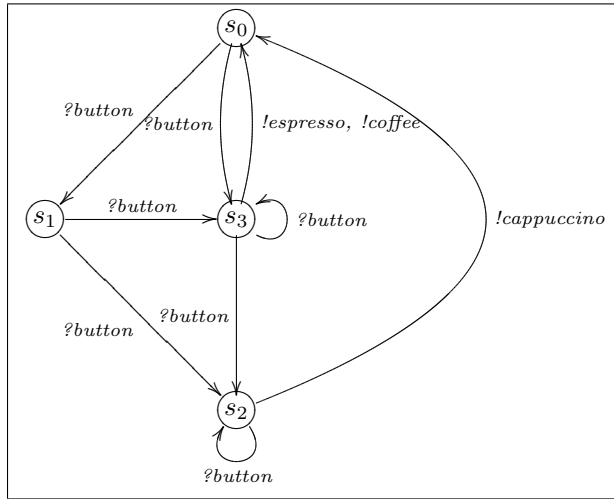 s0
?button
?button
!espresso, !coffee
?button
s1
s3
?button
!cappuccino
?button
?button
s2
?button